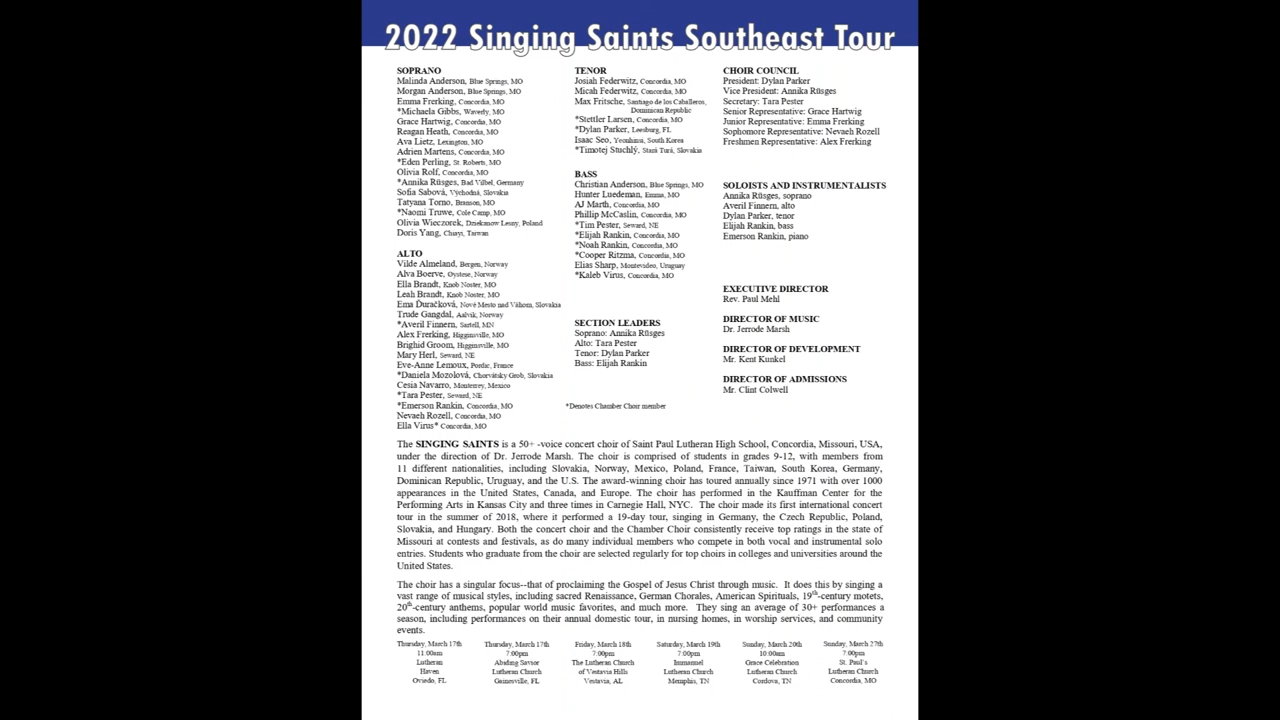 2022 Singing Saints Southeast Tour
SOPRANO
Malinda Anderson, Blue Springs, MO
Morgan Anderson, Blue Springs, MO
Emma Frerking, Concordia, MO
*Michaela Gibbs, Waverly, MO
Grace Hartwig, Concordia, MO
Reagan Heath, Concordia, MO
Ava Lietz, Lexington, MO
Adrien Martens, Concordia, MO
*Eden Perling, St. Roberts, MO
Olivia Rolf, Concordia, MO
*Annika Rüsges, Bad Vilbel, Germany
Sofia Sabová, Východná, Slovakia
Tatyana Torno, Branson, MO
*Naomi Truwe, Cole Camp, MO
Olivia Wieczorek, Dziekanow Lesny, Poland
Doris Yang, Chiayi, Taiwan
ALTO
Vilde Almeland, Bergen, Norway
Alva Boerve, Oystese, Norway
Ella Brandt, Knob Noster, MO
Leah Brandt, Knob Noster, MO
Ema Ďuračková, Nové Mesto nad Váhom, Slovakia
Trude Gangdal, Aalvik, Norway
*Averil Finnern, Sartell, MN
Alex Frerking, Higginsville, MO
Brighid Groom, Higginsville, MO
Mary Herl, Seward, NE
Eve-Anne Lemoux, Pordic, France
*Daniela Mozolová, Chorvátsky Grob, Slovakia
Cesia Navarro, Monterrey, Mexico
*Tara Pester, Seward, NE
*Emerson Rankin, Concordia, MO
Nevaeh Rozell, Concordia, MO
Ella Virus* Concordia, MO
TENOR
Josiah Federwitz, Concordia, MO
Micah Federwitz, Concordia, MO
Max Fritsche, Santiago de los Caballeros,
Dominican Republic
*Stettler Larsen, Concordia, MO
*Dylan Parker, Leesburg, FL
Isaac Seo, Yeonhinsi, South Korea
*Timotej Stuchlý, Stará Turá, Slovakia
BASS
Christian Anderson, Blue Springs, MO
Hunter Luedeman, Emma, MO
AJ Marth, Concordia, MO
Phillip McCaslin, Concordia, MO
*Tim Pester, Seward, NE
*Elijah Rankin, Concordia, MO
*Noah Rankin, Concordia, MO
*Cooper Ritzma, Concordia, MO
Elias Sharp, Montevideo, Uruguay
*Kaleb Virus, Concordia, MO
SECTION LEADERS
Soprano: Annika Rüsges
Alto: Tara Pester
Tenor: Dylan Parker
Bass: Elijah Rankin
*Denotes Chamber Choir member
CHOIR COUNCIL
President: Dylan Parker
Vice President: Annika Rüsges
Secretary: Tara Pester
Senior Representative: Grace Hartwig
Junior Representative: Emma Frerking
Sophomore Representative: Nevaeh Rozell
Freshmen Representative: Alex Frerking
SOLOISTS AND INSTRUMENTALISTS
Annika Rüsges, soprano
Averil Finnern, alto
Dylan Parker, tenor
Elijah Rankin, bass
Emerson Rankin, piano
EXECUTIVE DIRECTOR
Rev. Paul Mehl
DIRECTOR OF MUSIC
Dr. Jerrode Marsh
DIRECTOR OF DEVELOPMENT
Mr. Kent Kunkel
DIRECTOR OF ADMISSIONS
Mr. Clint Colwell
The SINGING SAINTS is a 50+ -voice concert choir of Saint Paul Lutheran High School, Concordia, Missouri, USA,
under the direction of Dr. Jerrode Marsh. The choir is comprised of students in grades 9-12, with members from
11 different nationalities, including Slovakia, Norway, Mexico, Poland, France, Taiwan, South Korea, Germany,
Dominican Republic, Uruguay, and the U.S. The award-winning choir has toured annually since 1971 with over 1000
appearances in the United States, Canada, and Europe. The choir has performed in the Kauffman Center for the
Performing Arts in Kansas City and three times in Carnegie Hall, NYC. The choir made its first international concert
tour in the summer of 2018, where it performed a 19-day tour, singing in Germany, the Czech Republic, Poland,
Slovakia, and Hungary. Both the concert choir and the Chamber Choir consistently receive top ratings in the state of
Missouri at contests and festivals, as do many individual members who compete in both vocal and instrumental solo
entries. Students who graduate from the choir are selected regularly for top choirs in colleges and universities around the
United States.
The choir has a singular focus--that of proclaiming the Gospel of Jesus Christ through music. It does this by singing a
vast range of musical styles, including sacred Renaissance, German Chorales, American Spirituals, 19th-century motets,
20th-century anthems, popular world music favorites, and much more. They sing an average of 30+ performances a
season, including performances on their annual domestic tour, in nursing homes, in worship services, and community
events.
Thursday, March 17th
11:00am
Lutheran
Haven
Oviedo, FL
Thursday, March 17th
7:00pm
Abiding Savior
Lutheran Church
Gainesville, FL
Friday, March 18th
7:00pm
The Lutheran Church
of Vestavia Hills
Vestavia, AL
Saturday, March 19th
7:00pm
Immanuel
Lutheran Church
Memphis, TN
Sunday, March 20th
10:00am
Grace Celebration
Lutheran Church
Cordova, TN
Sunday, March 27th
7:00pm
St. Paul's
Lutheran Church
Concordia, MO